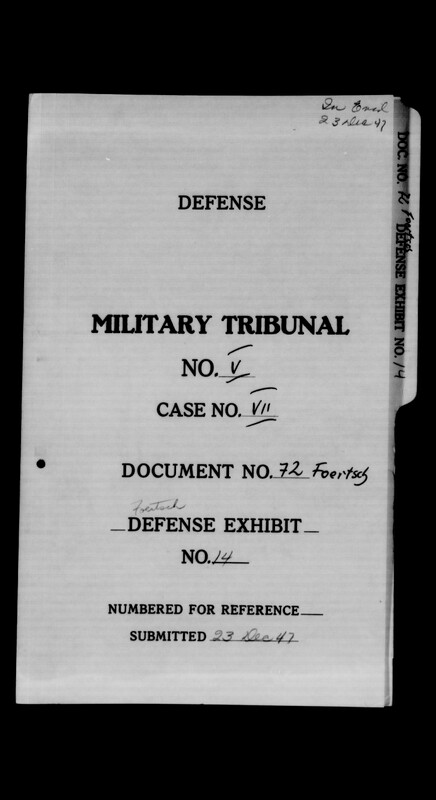 In Evid
23 Dec 47
DEFENSE
MILITARY TRIBUNAL
NO. V
CASE NO. VII
DOCUMENT NO. 72 Foertsch
Foertsch
DEFENSE EXHIBIT
NO. 14
NUMBERED FOR REFERENCE
SUBMITTED 23 Dec 47
DOC. NO. 72 Foertsch
DEFENSE EXHIBIT NO. 14